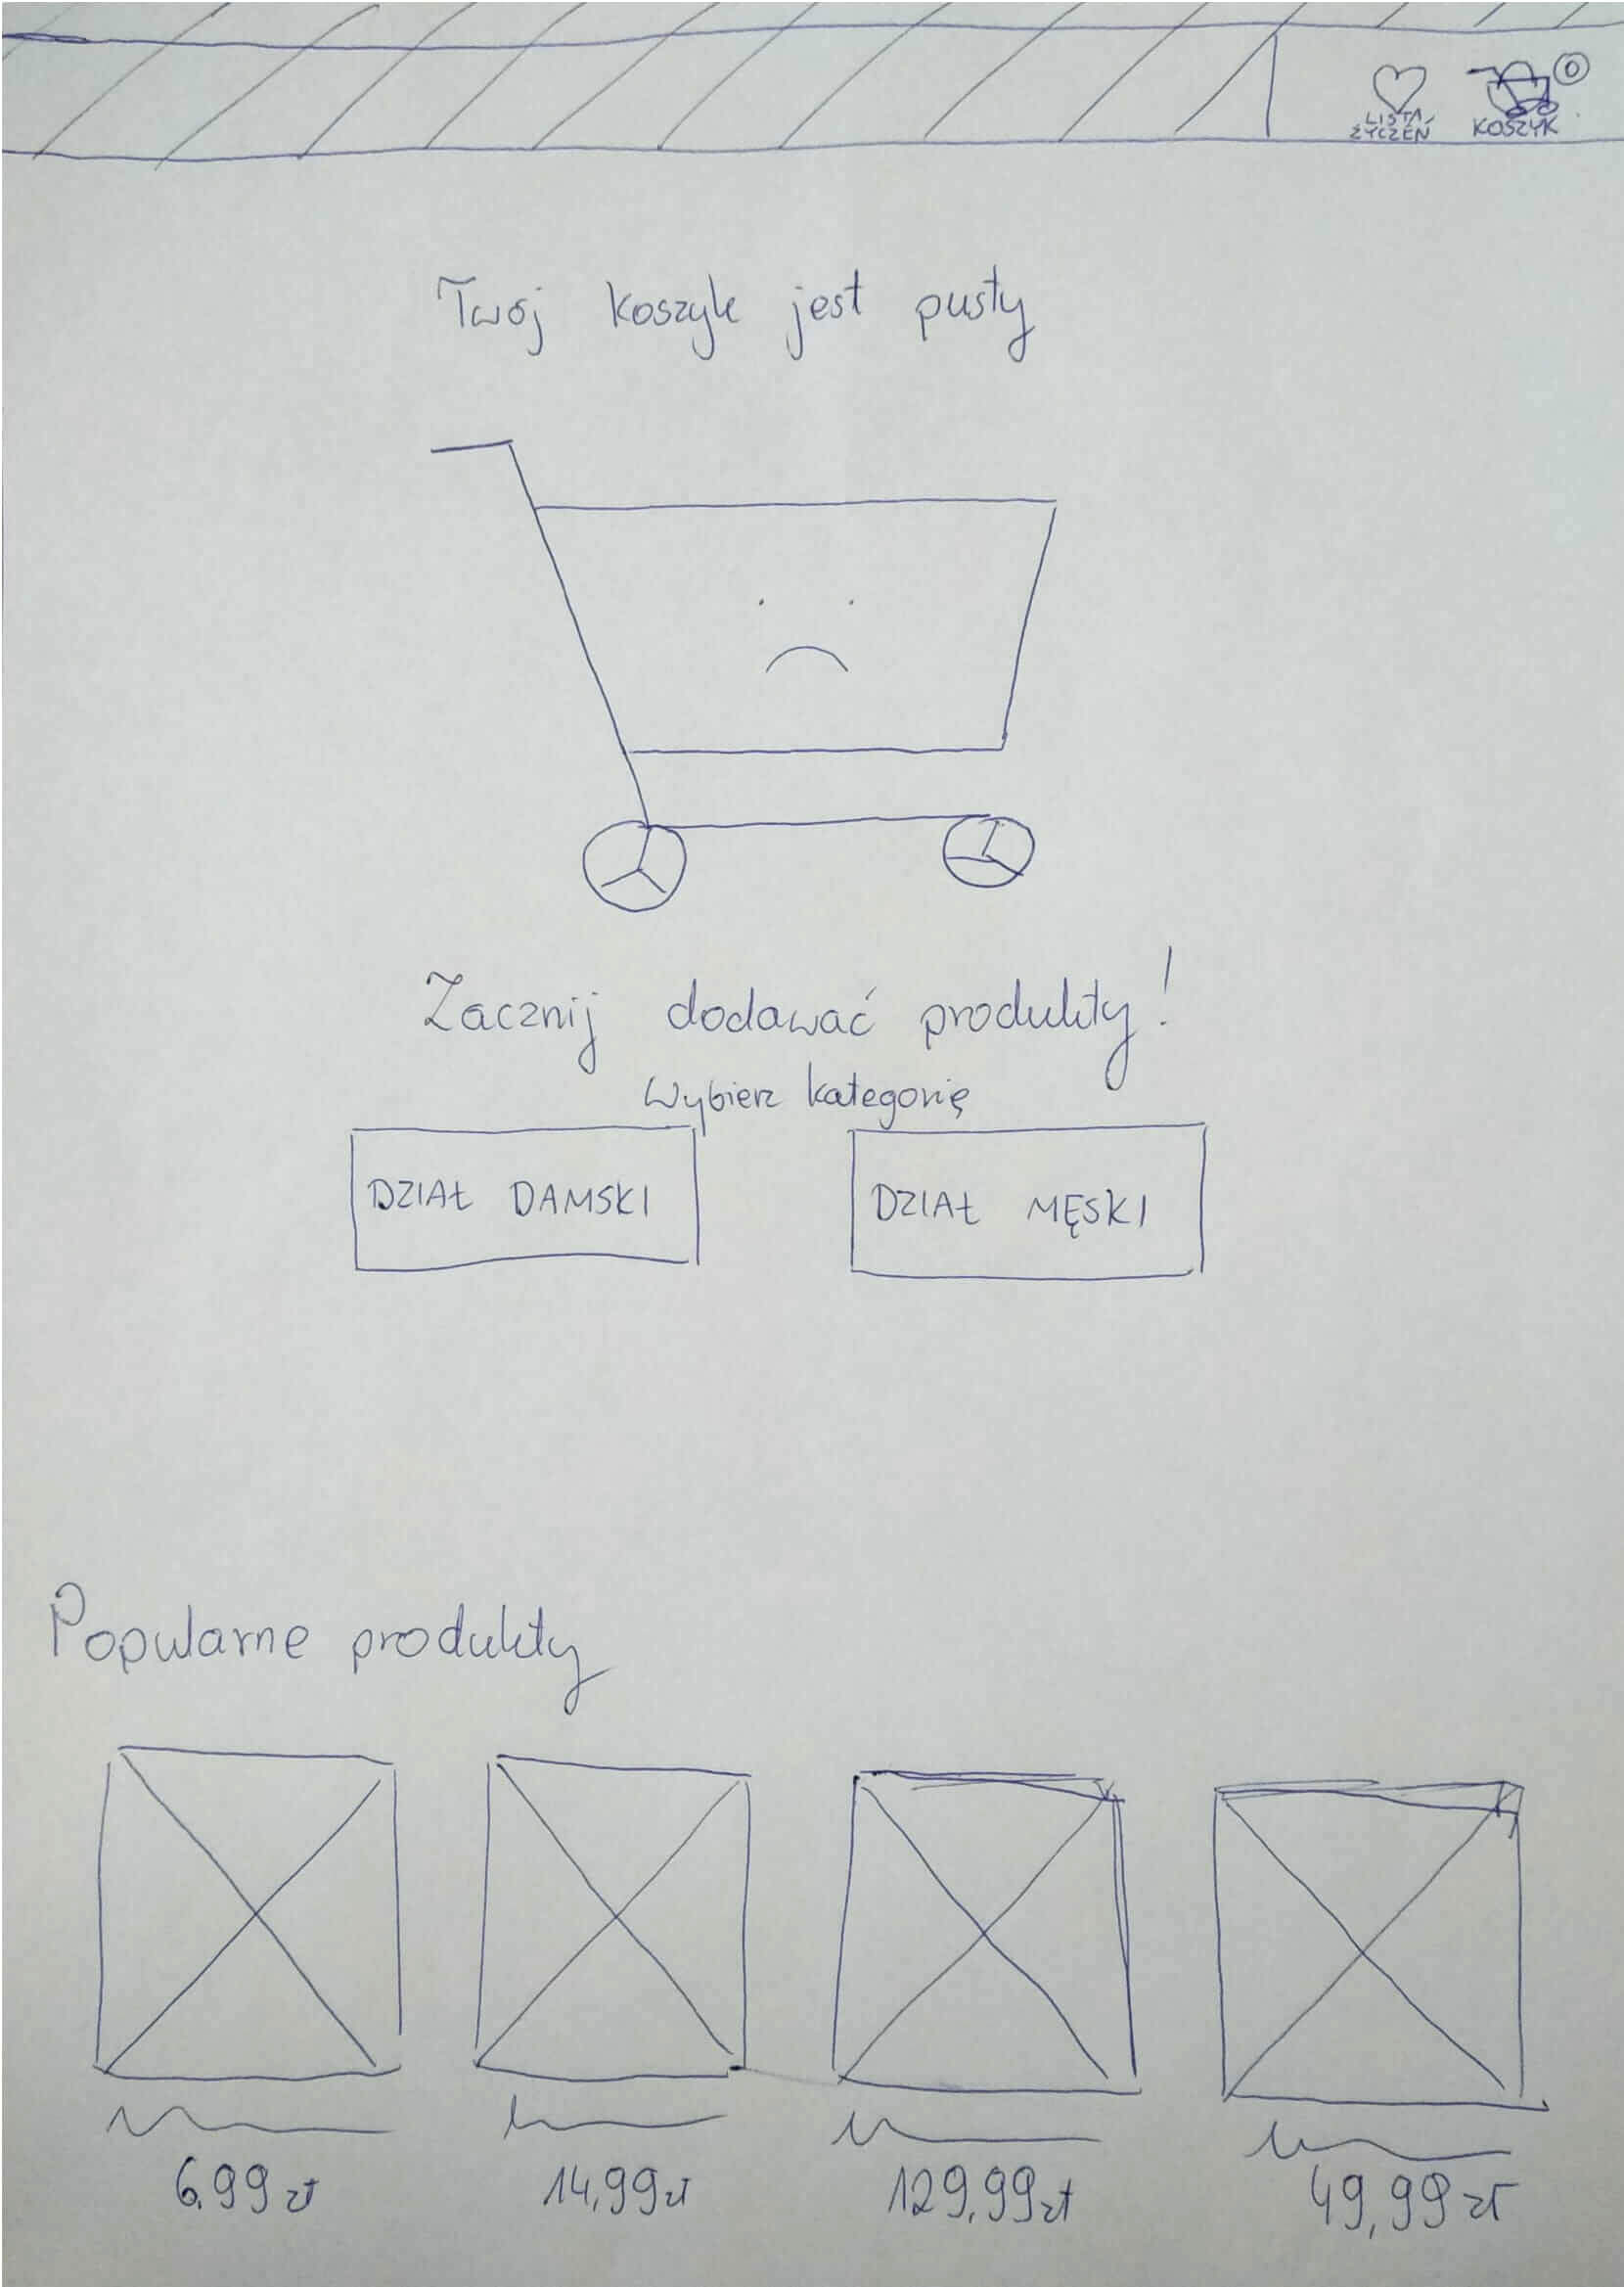 LISTA
ŻYCZEŃ
KOSZYK
0
Twój koszyk jest pusty
Zacznij dodawać produkty!
Wybierz kategorię
DZIAŁ DAMSKI
DZIAŁ MĘSKI
Popularne produkty
6,99 zł
14,99 zł
129,99 zł
49,99 zł